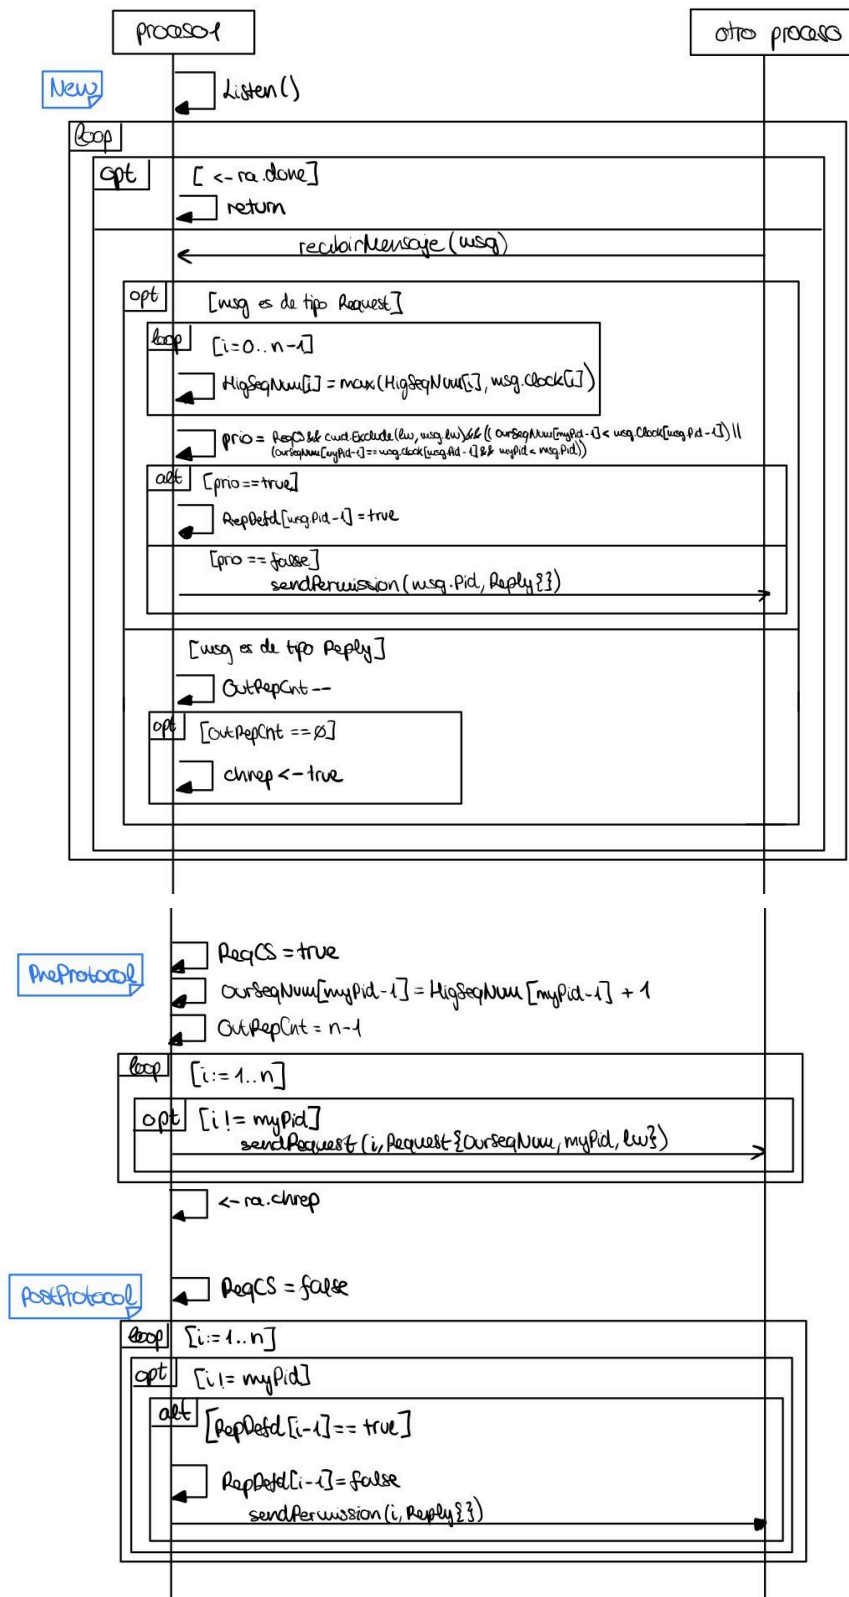 proceso1
otro proceso
New
Listen()
loop
opt
[ <- ra.done]
return
recibirMensaje(msg)
opt
[msg es de tipo Request]
loop
[i=0..n-1]
HigSeqNum[i] = max(HigSeqNum[i], msg.Clock[i])
prio = ReqCS && cmd.Exclude(lw, msg.lw) && (( OurSeqNum[myPid-1] < msg.Clock[msg.Pid-1]) ||
(OurSeqNum[myPid-1]==msg.Clock[msg.Pid-1] && myPid < msg.Pid))
alt
[prio==true]
RepDefd[msg.Pid-1]=true
[prio == false]
sendPermission(msg.Pid, Reply{})
[msg es de tipo Reply]
OutRepCnt--
opt
[OutRepCnt ==0]
chrep <- true
PreProtocol
ReqCS = true
OurSeqNum[myPid-1] = HigSeqNum[myPid-1] + 1
OutRepCnt = n-1
loop
[i:= 1..n]
opt
[i != myPid]
sendRequest(i, Request{OurSeqNum, myPid, lw})
<- ra.chrep
PostProtocol
ReqCS = false
loop
[i:= 1..n]
opt
[i != myPid]
alt
[RepDefd[i-1]== true]
RepDefd[i-1]=false
sendPermission(i, Reply{})